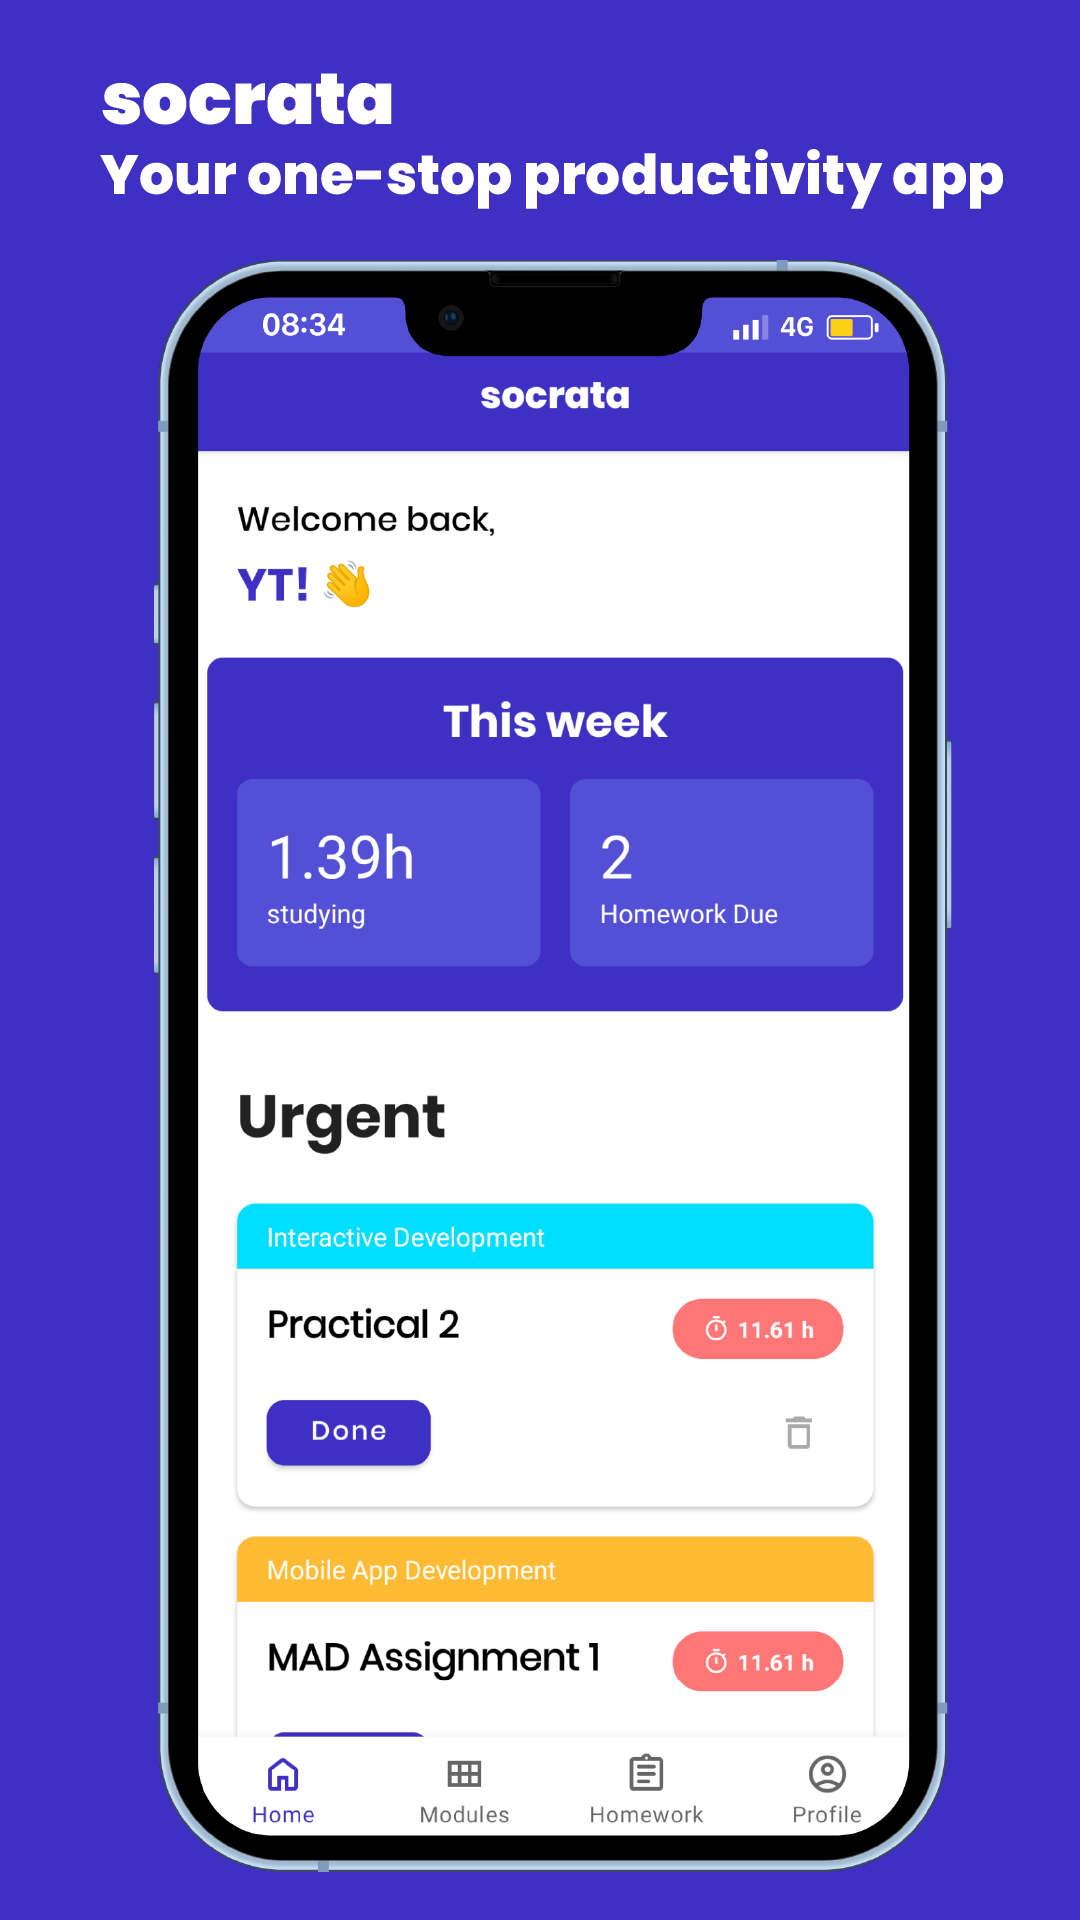 socrata
Your one-stop productivity app
08:34
4G
socrata
Welcome back,
YT! 👋
This week
1.39h
studying
2
Homework Due
Urgent
Interactive Development
Practical 2
11.61 h
Done
Mobile App Development
MAD Assignment 1
11.61 h
Home
Modules
Homework
Profile